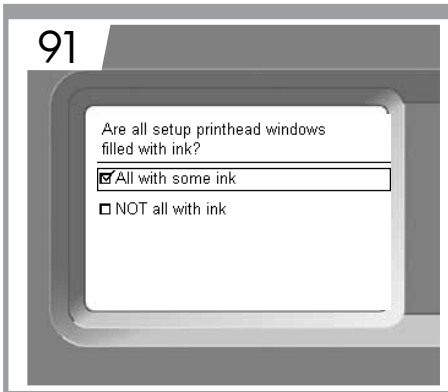 91
Are all setup printhead windows
filled with ink?
All with some ink
NOT all with ink